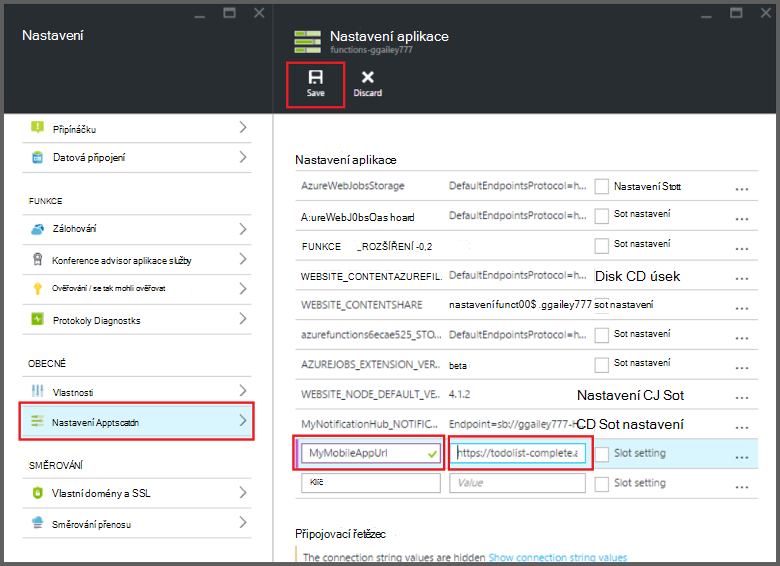 Nastavení
Připínáčku
Datová připojení
FUNKCE
Zálohování
Konference advisor aplikace služby
Ověřování / se tak mohli ověřovat
Protokoly Diagnostks
OBECNÉ
Vlastnosti
Nastavení Apptscatdn
SMĚROVÁNÍ
Vlastní domény a SSL
Směrování přenosu
Nastavení aplikace
functions-ggailey777
Save Discard
Nastavení aplikace
AzureWebJobsStorage DefaultEndpointsProtocol=h... Nastavení Stott ...
A:ureWebJ0bsOas hoard DefaultEndpointsProtocol=h... Sot nastavení ...
FUNKCE _ROZŠÍŘENÍ -0,2 Sot nastavení ...
WEBSITE_CONTENTAZUREFIL. DefaultEndpointsProtocol=h... Disk CD úsek ...
WEBSITE_CONTENTSHARE nastavení funct00$ .ggailey777 sot nastavení ...
azurefunctions6ecae525_STO... DefaultEndpointsProtocol=h... Sot nastavení ...
AZUREJOBS_EXTENSION_VER... beta Sot nastavení ...
WEBSITE_NODE_DEFAULT_VE... 4.1.2 Nastavení CJ Sot ...
MyNotificationHub_NOTIFIC... Endpoint=sb://ggailey777-H CD Sot nastavení ...
MyMobileAppUrl https://todolist-complete.a Slot setting ...
Klíč Value Slot setting ...
Připojovací řetězec
The connection string values are hidden Show connection string values